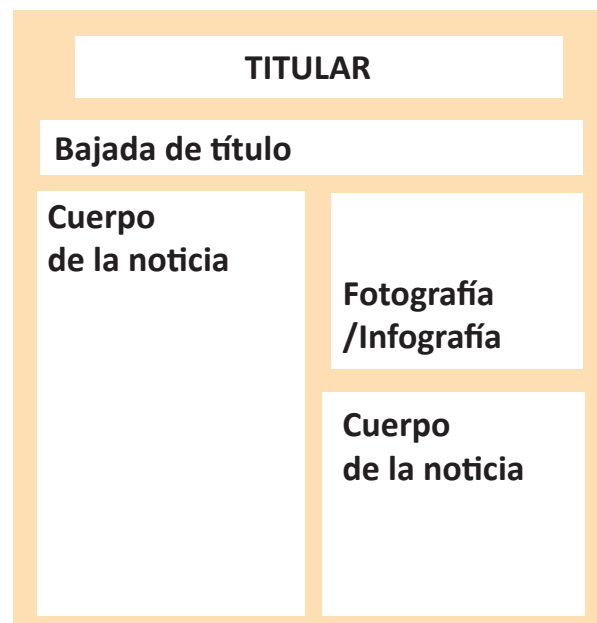 TITULAR
Bajada de título
Cuerpo
de la noticia
Fotografía
/Infografía
Cuerpo
de la noticia